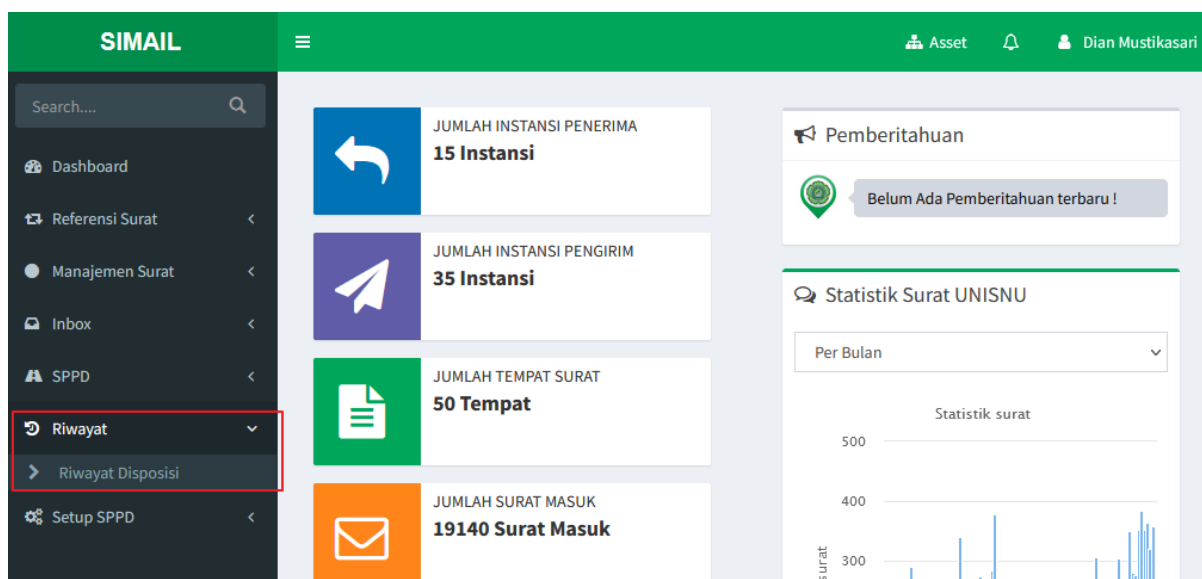 SIMAIL
Asset
Dian Mustikasari
Search....
Dashboard
Referensi Surat
Manajemen Surat
Inbox
SPPD
Riwayat
Riwayat Disposisi
Setup SPPD
JUMLAH INSTANSI PENERIMA
15 Instansi
JUMLAH INSTANSI PENGIRIM
35 Instansi
JUMLAH TEMPAT SURAT
50 Tempat
JUMLAH SURAT MASUK
19140 Surat Masuk
Pemberitahuan
Belum Ada Pemberitahuan terbaru !
Statistik Surat UNISNU
Per Bulan
Statistik surat
500
400
300
surat